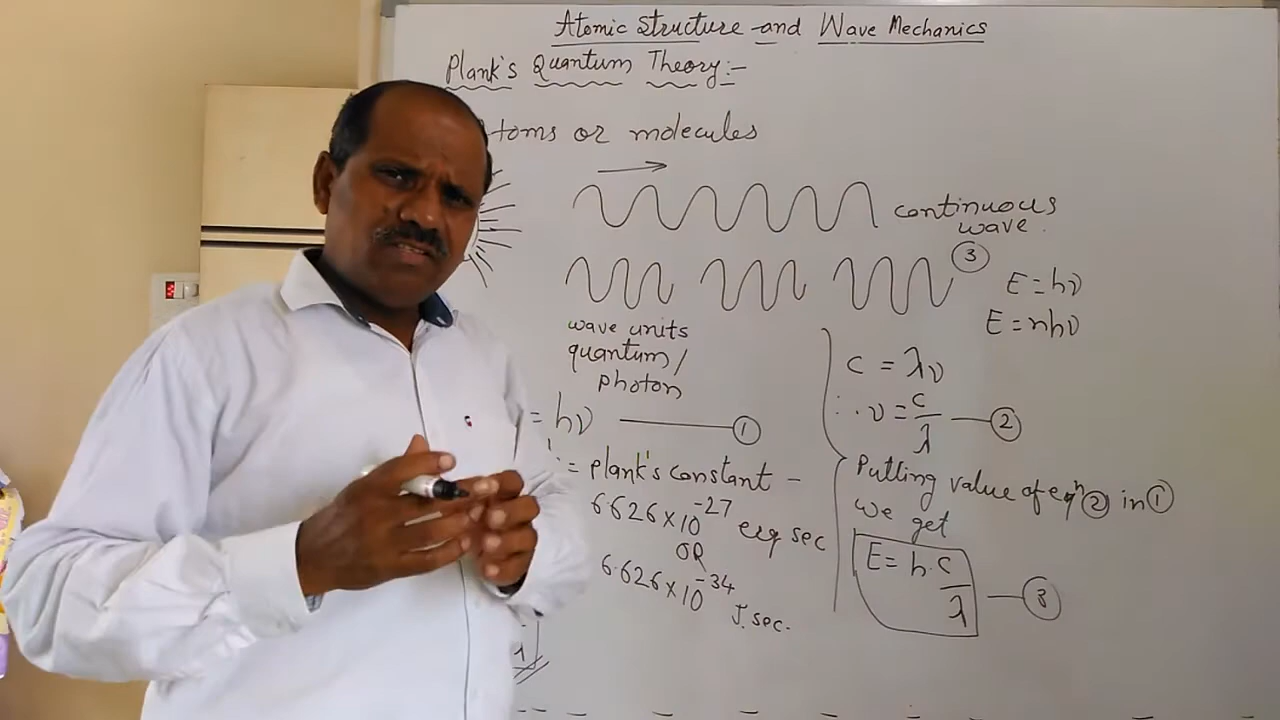 Atomic Structure and Wave Mechanics
Plank's Quantum Theory:-
toms or molecules
continuous
wave.
③
E = hν
E = nhν
wave units
quantum/
photon
= hν ①
= plank's constant -
6.626 × 10⁻²⁷ erg sec
OR
6.626 × 10⁻³⁴
J. sec.
c = λν
∴ ν = c/λ — ②
Putting value of eqⁿ ② in ①
we get
E = h · c/λ — ③